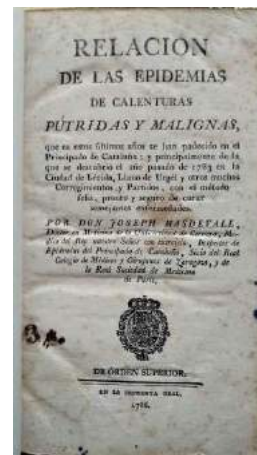 RELACION
DE LAS EPIDEMIAS
DE CALENTURAS
PÚTRIDAS Y MALIGNAS,
que en estos últimos años se han padecido en el
Principado de Cataluña; y principalmente de la
que se descubrió el año pasado de 1783 en la
Ciudad de Lérida, Llano de Urgél y otros muchos
Corregimientos y Partidos, con el método
feliz, pronto y seguro de curar
semejantes enfermedades.
POR DON JOSEPH MASDEVALL,
Doctor en Medicina de la Universidad de Cervera, Mé-
dico del Rey nuestro Señor con exercicio, Inspector de
Epidemias del Principado de Cataluña, Socio del Real
Colegio de Médicos y Cirujanos de Zaragoza, y de
la Real Sociedad de Medicina
de París.
DE ÓRDEN SUPERIOR.
EN LA IMPRENTA REAL.
1786.